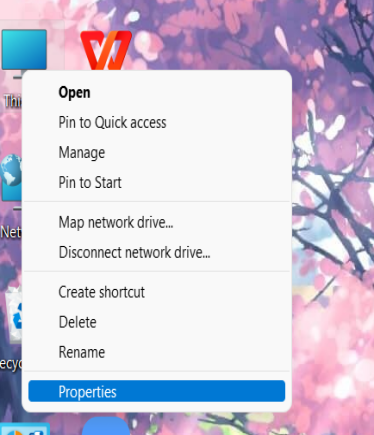 Open
Pin to Quick access
Manage
Pin to Start
Map network drive...
Disconnect network drive...
Create shortcut
Delete
Rename
Properties